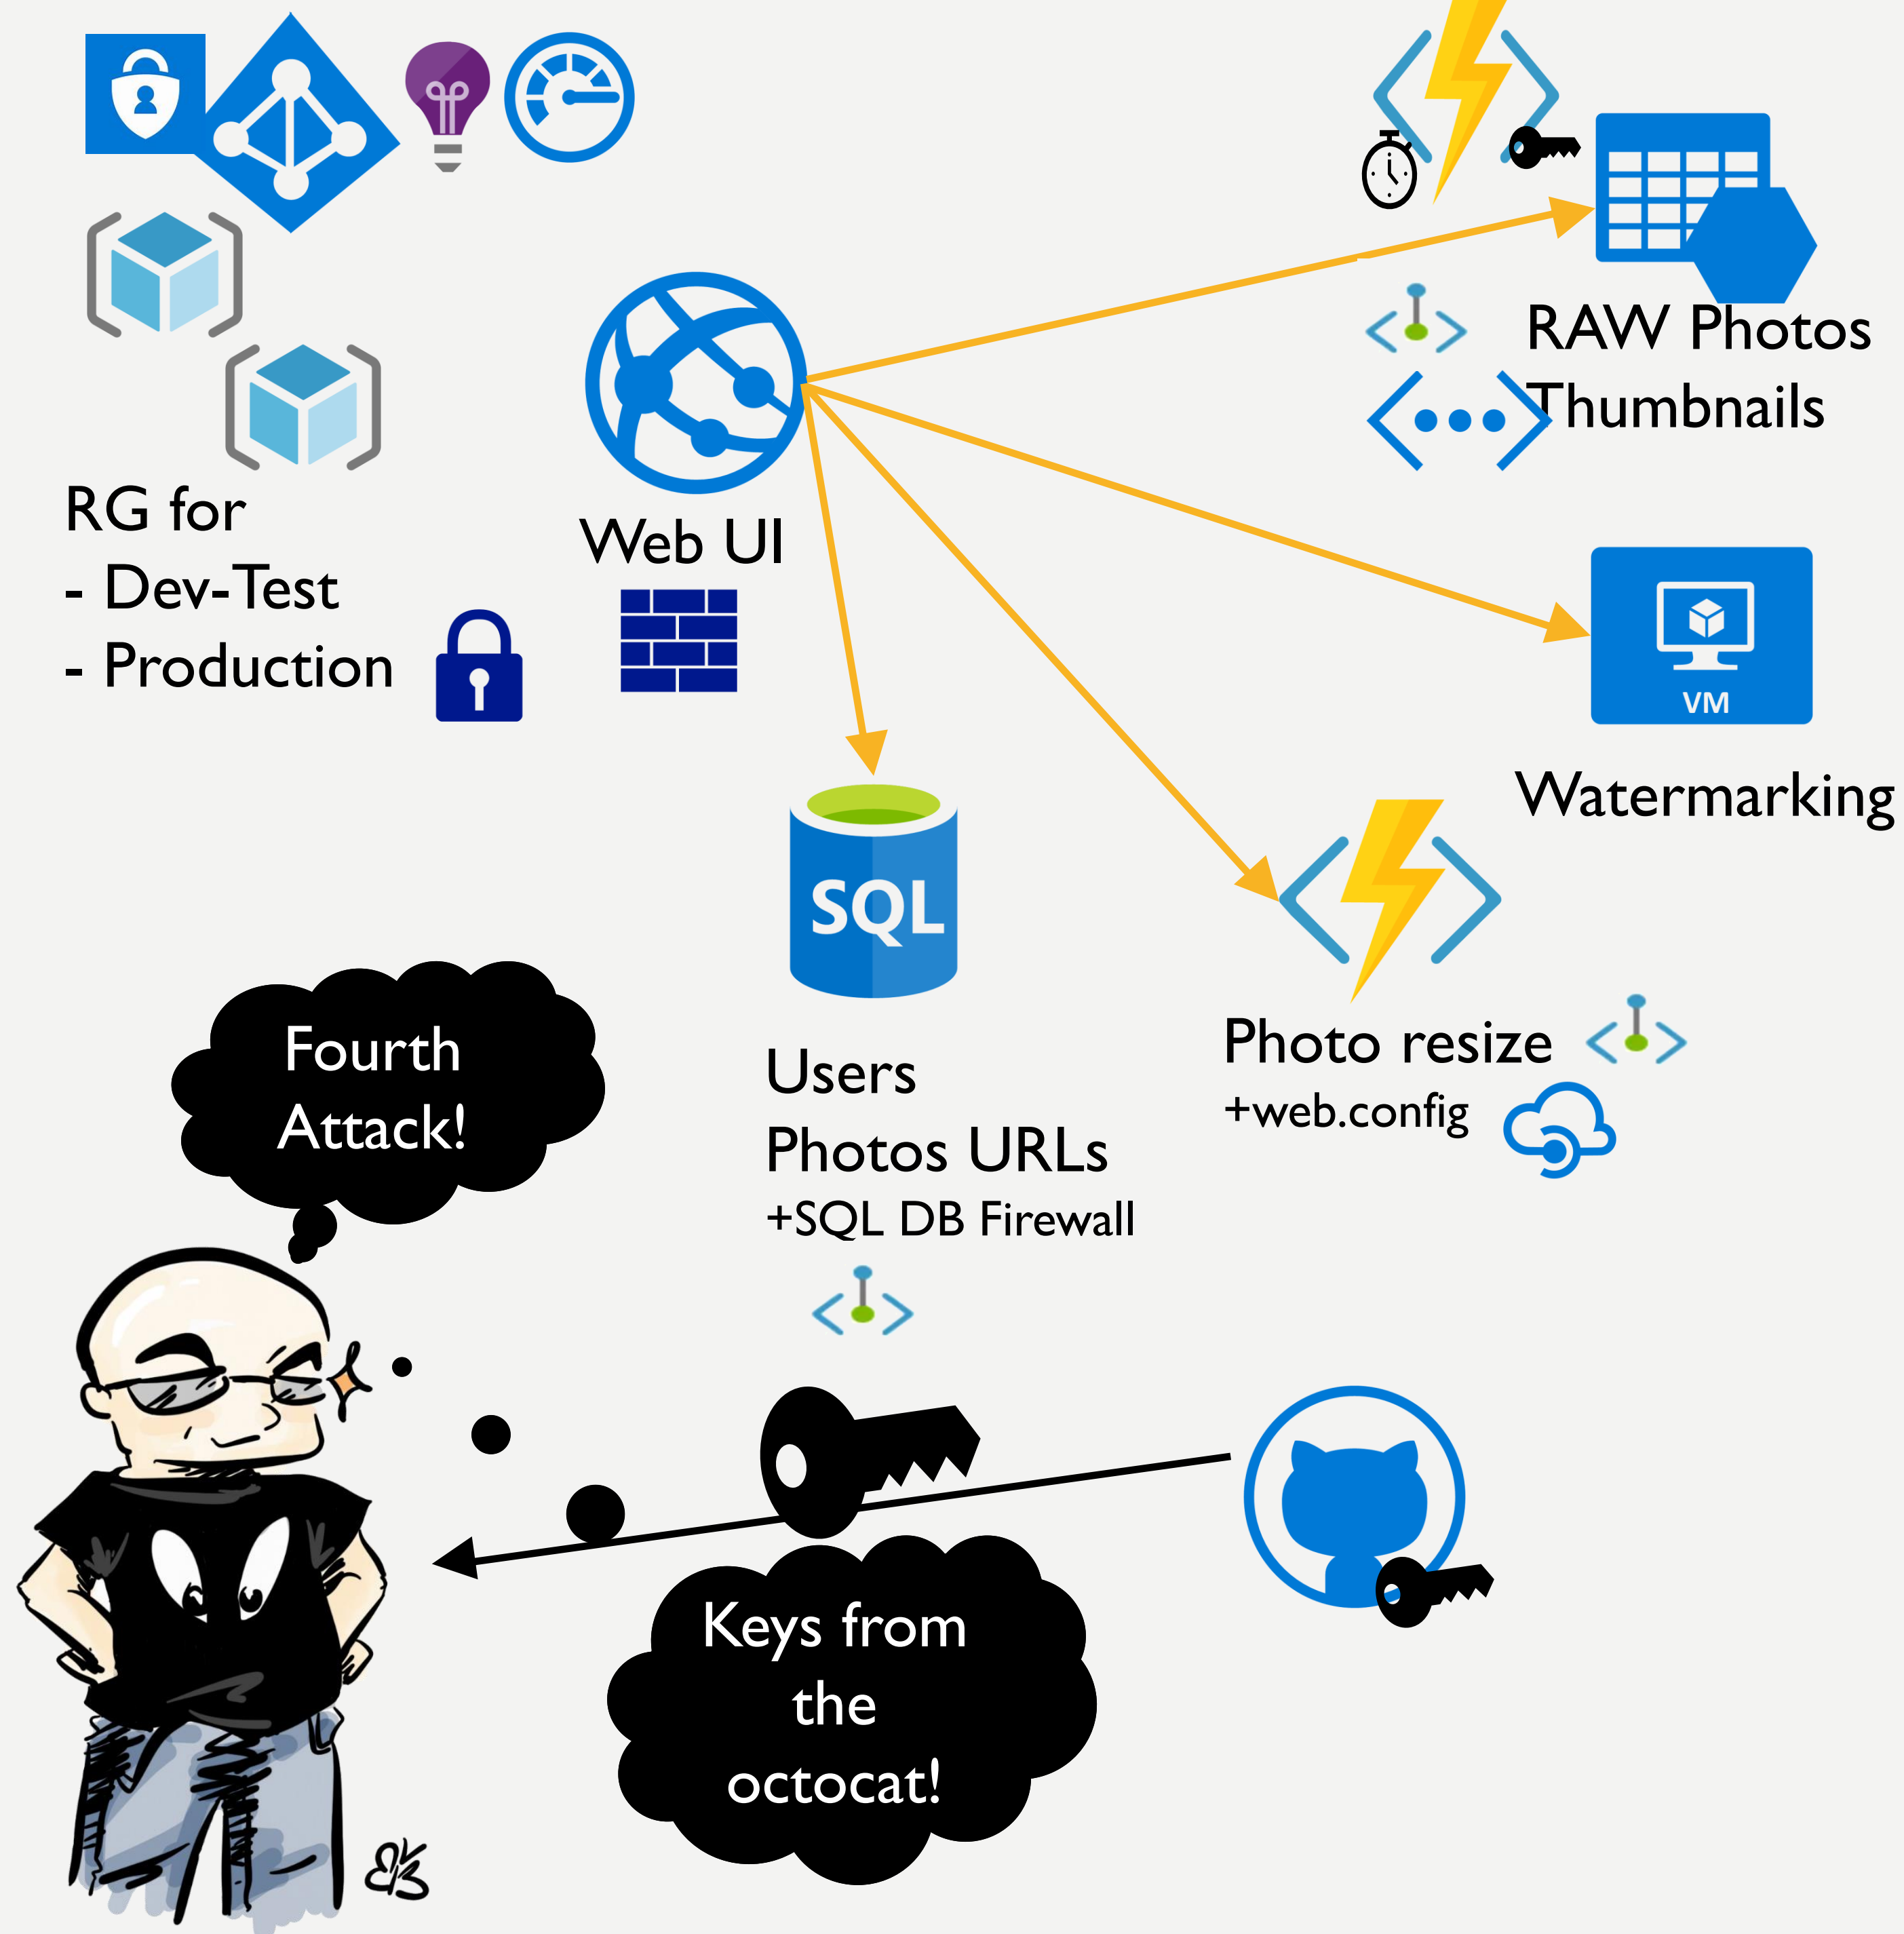 RG for
- Dev-Test
- Production
Web UI
RAW Photos
Thumbnails
VM
Watermarking
SQL
Users
Photos URLs
+SQL DB Firewall
Photo resize
+web.config
Fourth
Attack!
Keys from
the
octocat!